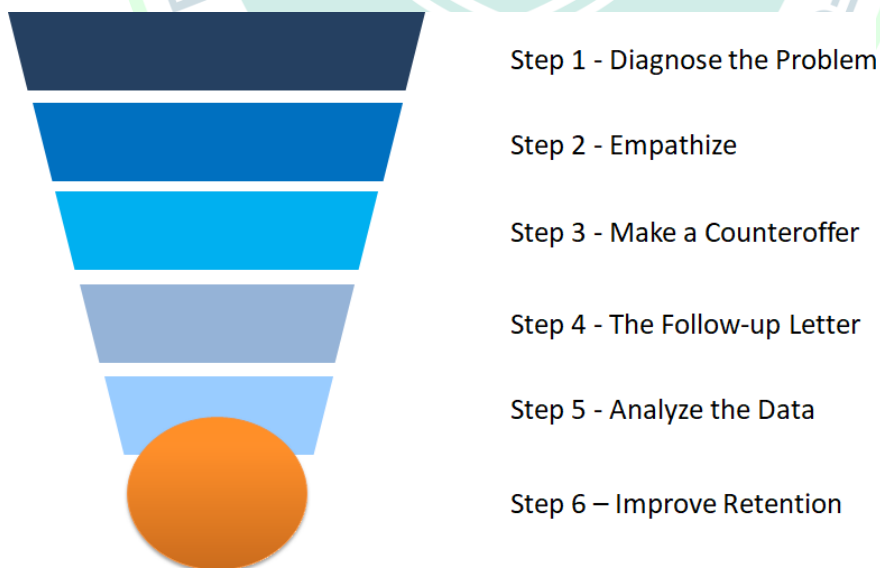 Step 1 - Diagnose the Problem
Step 2 - Empathize
Step 3 - Make a Counteroffer
Step 4 - The Follow-up Letter
Step 5 - Analyze the Data
Step 6 – Improve Retention